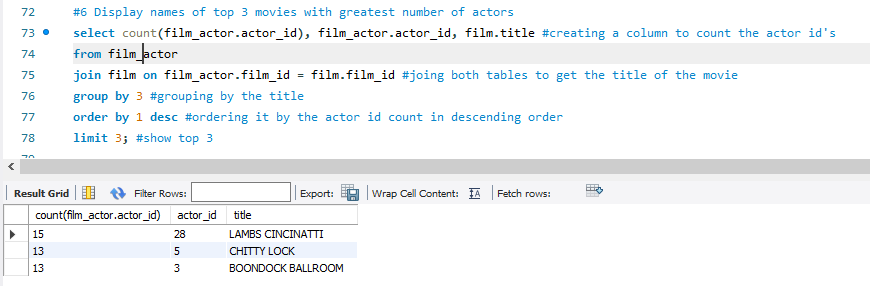 72 #6 Display names of top 3 movies with greatest number of actors
73 select count(film_actor.actor_id), film_actor.actor_id, film.title #creating a column to count the actor id's
74 from film_actor
75 join film on film_actor.film_id = film.film_id #joing both tables to get the title of the movie
76 group by 3 #grouping by the title
77 order by 1 desc #ordering it by the actor id count in descending order
78 limit 3; #show top 3
Result Grid Filter Rows: Export: Wrap Cell Content: IA Fetch rows:
count(film_actor.actor_id) actor_id title
15 28 LAMBS CINCINATTI
13 5 CHITTY LOCK
13 3 BOONDOCK BALLROOM